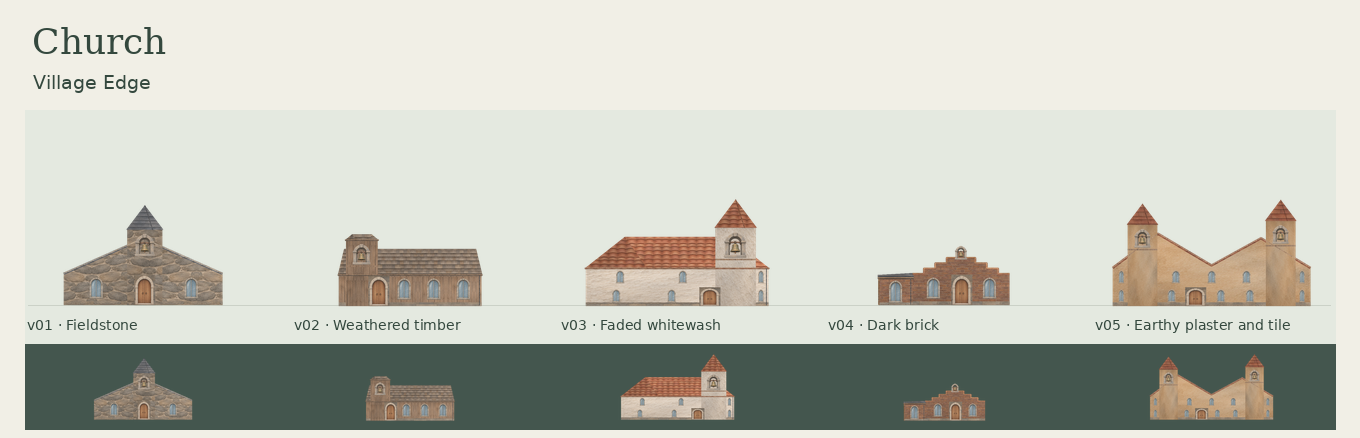 Church
Village Edge
v01 · Fieldstone
v02 · Weathered timber
v03 · Faded whitewash
v04 · Dark brick
v05 · Earthy plaster and tile